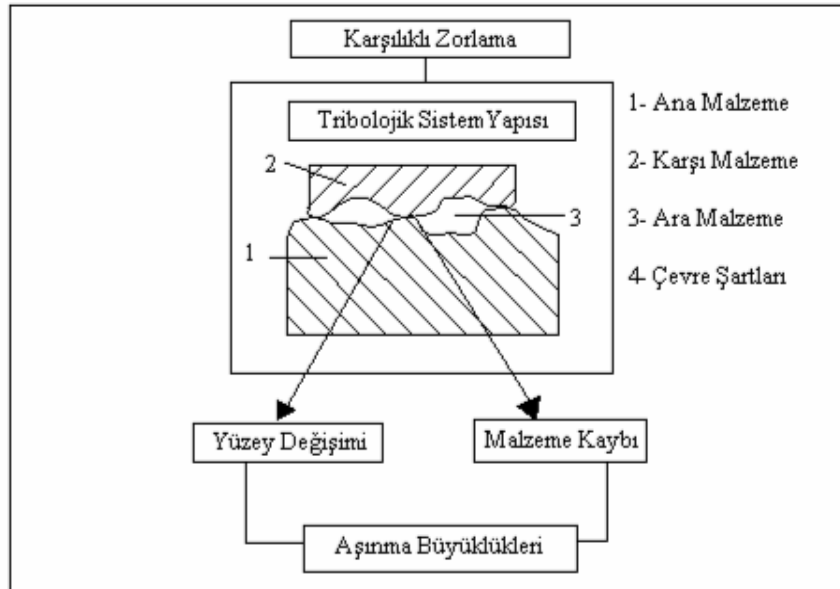 Karşılıklı Zorlama
Tribolojik Sistem Yapısı
2
3
1
1- Ana Malzeme
2- Karşı Malzeme
3- Ara Malzeme
4- Çevre Şartları
Yüzey Değişimi
Malzeme Kaybı
Aşınma Büyüklükleri